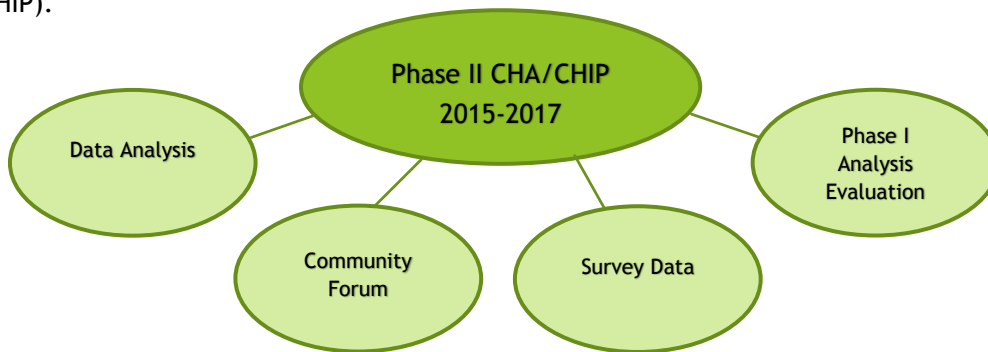 HIP).
Phase II CHA/CHIP
2015-2017
Data Analysis
Community
Forum
Survey Data
Phase I
Analysis
Evaluation